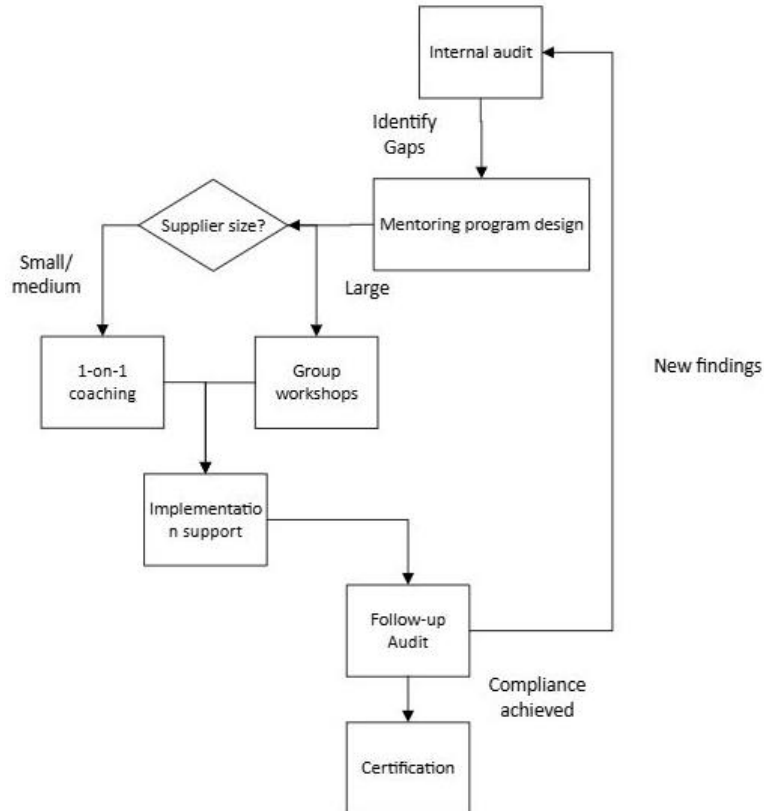 Internal audit
Identify
Gaps
Supplier size?
Mentoring program design
Small/
medium
Large
1-on-1
coaching
Group
workshops
New findings
Implementatio
n support
Follow-up
Audit
Compliance
achieved
Certification